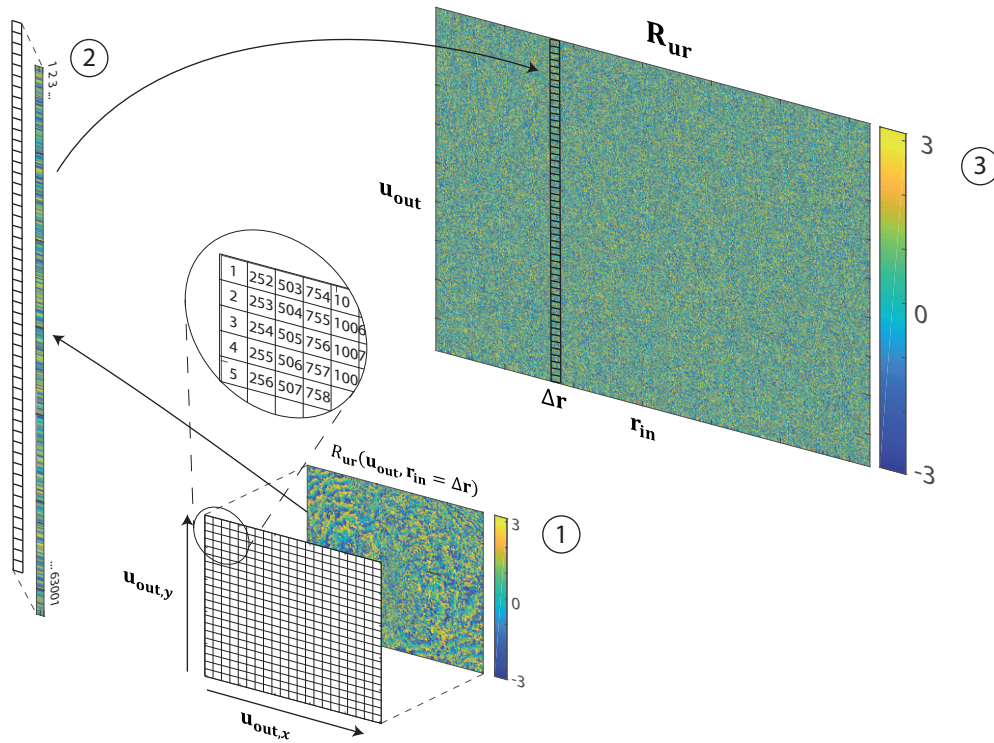 2
1 2 3 ...
... 63001
R_ur
3
0
-3
3
u_out
Δr
r_in
1 252 503 754 10
2 253 504 755 1006
3 254 505 756 1007
4 255 506 757 100
5 256 507 758
R_ur(u_out, r_in = Δr)
3
0
-3
1
u_out,y
u_out,x